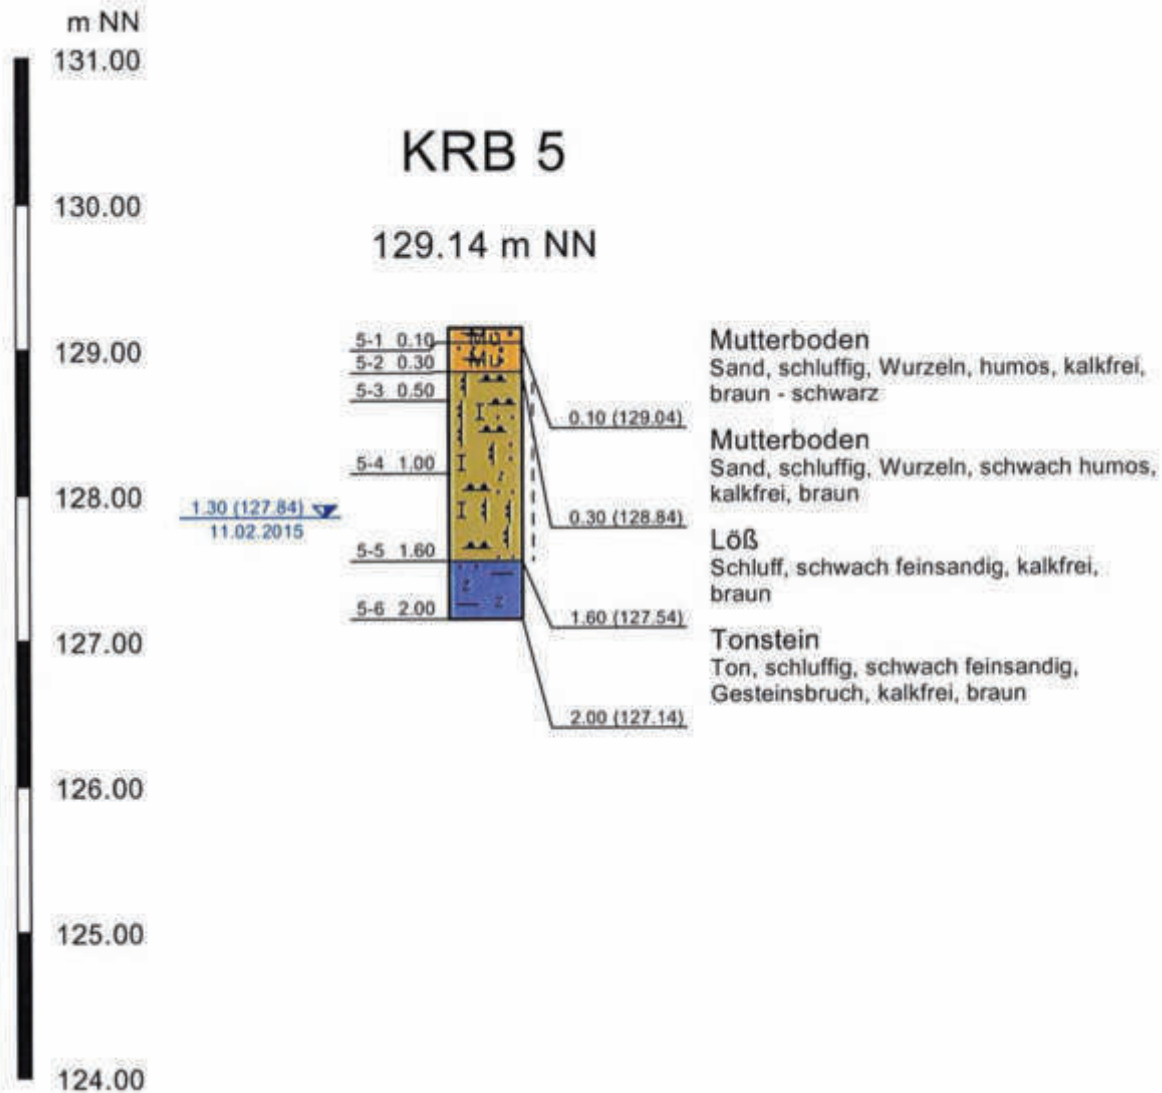 m NN
131.00
130.00
129.00
128.00
127.00
126.00
125.00
124.00
KRB 5
129.14 m NN
5-1 0.10
5-2 0.30
5-3 0.50
5-4 1.00
5-5 1.60
5-6 2.00
1.30 (127.84)
11.02.2015
Mu
Mu
I
I
I
z
z
0.10 (129.04)
0.30 (128.84)
1.60 (127.54)
2.00 (127.14)
Mutterboden
Sand, schluffig, Wurzeln, humos, kalkfrei,
braun - schwarz
Mutterboden
Sand, schluffig, Wurzeln, schwach humos,
kalkfrei, braun
Löß
Schluff, schwach feinsandig, kalkfrei,
braun
Tonstein
Ton, schluffig, schwach feinsandig,
Gesteinsbruch, kalkfrei, braun